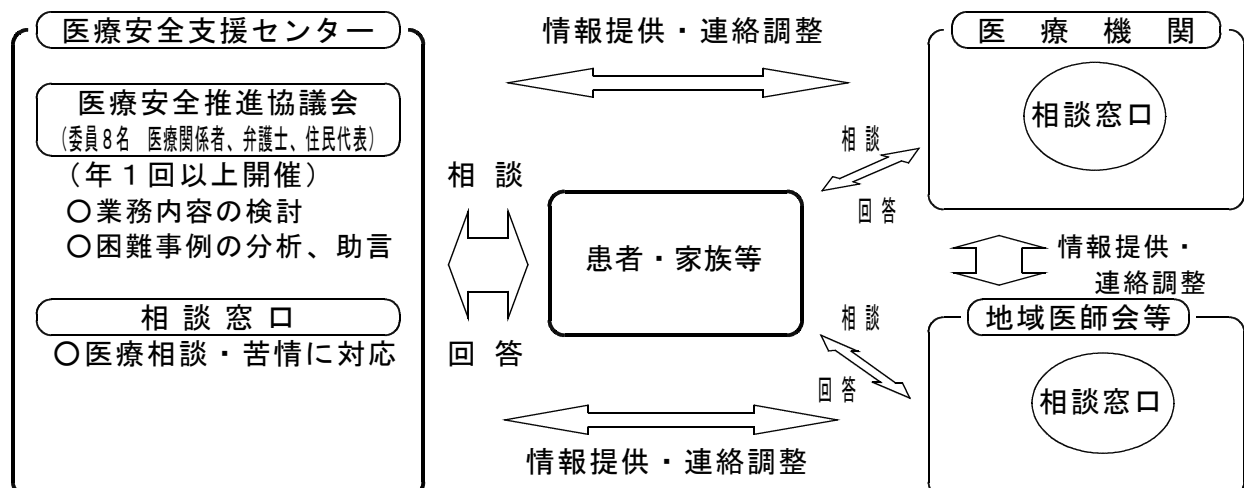 医療安全支援センター
医療安全推進協議会
(委員８名　医療関係者、弁護士、住民代表)
(年１回以上開催)
○業務内容の検討
○困難事例の分析、助言
相談窓口
○医療相談・苦情に対応
情報提供・連絡調整
相談
回答
患者・家族等
情報提供・連絡調整
相談
回答
相談
回答
医療機関
相談窓口
情報提供・
連絡調整
地域医師会等
相談窓口